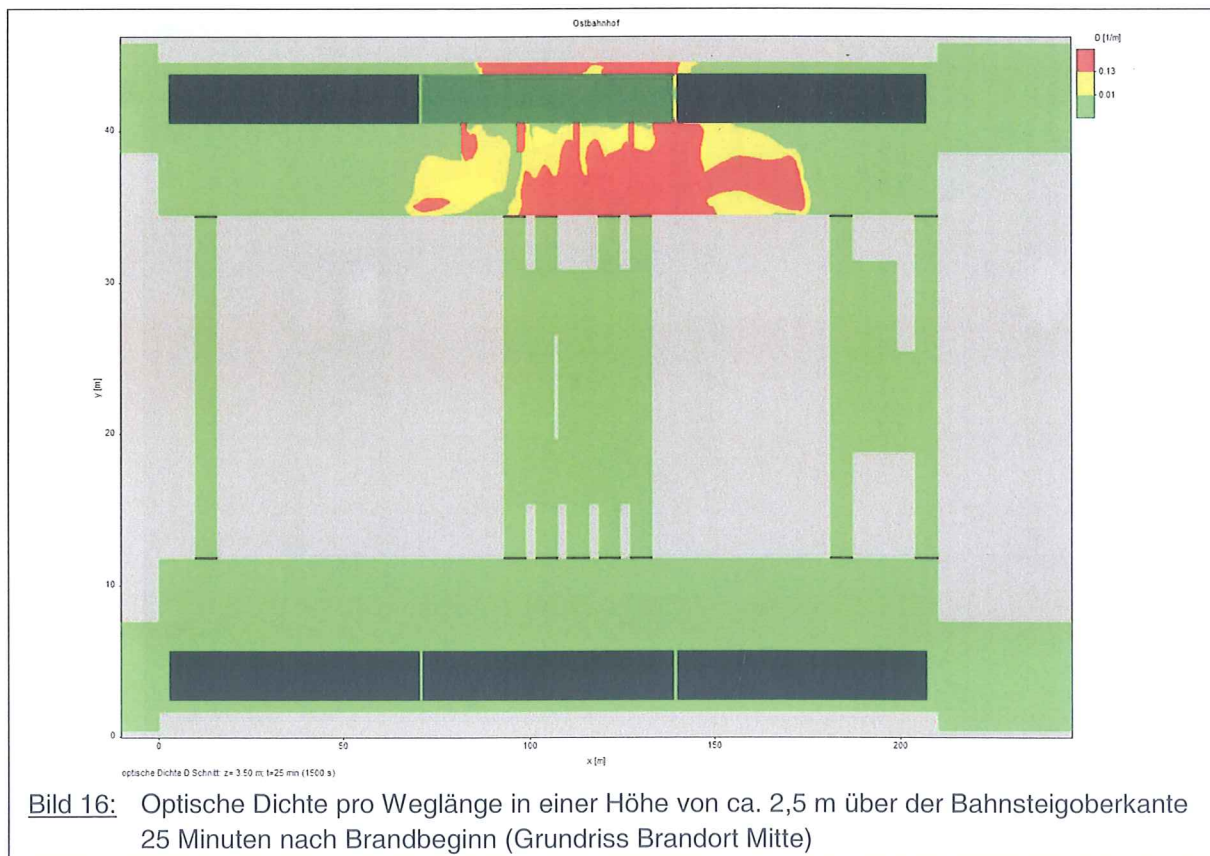 Ostbahnhof
D [1/m]
0.13
0.01
40
30
20
10
0
y [m]
0
50
100
150
200
x [m]
optische Dichte D Schnitt: z= 3.50 m; t=25 min (1500 s)
Bild 16: Optische Dichte pro Weglänge in einer Höhe von ca. 2,5 m über der Bahnsteigoberkante
25 Minuten nach Brandbeginn (Grundriss Brandort Mitte)